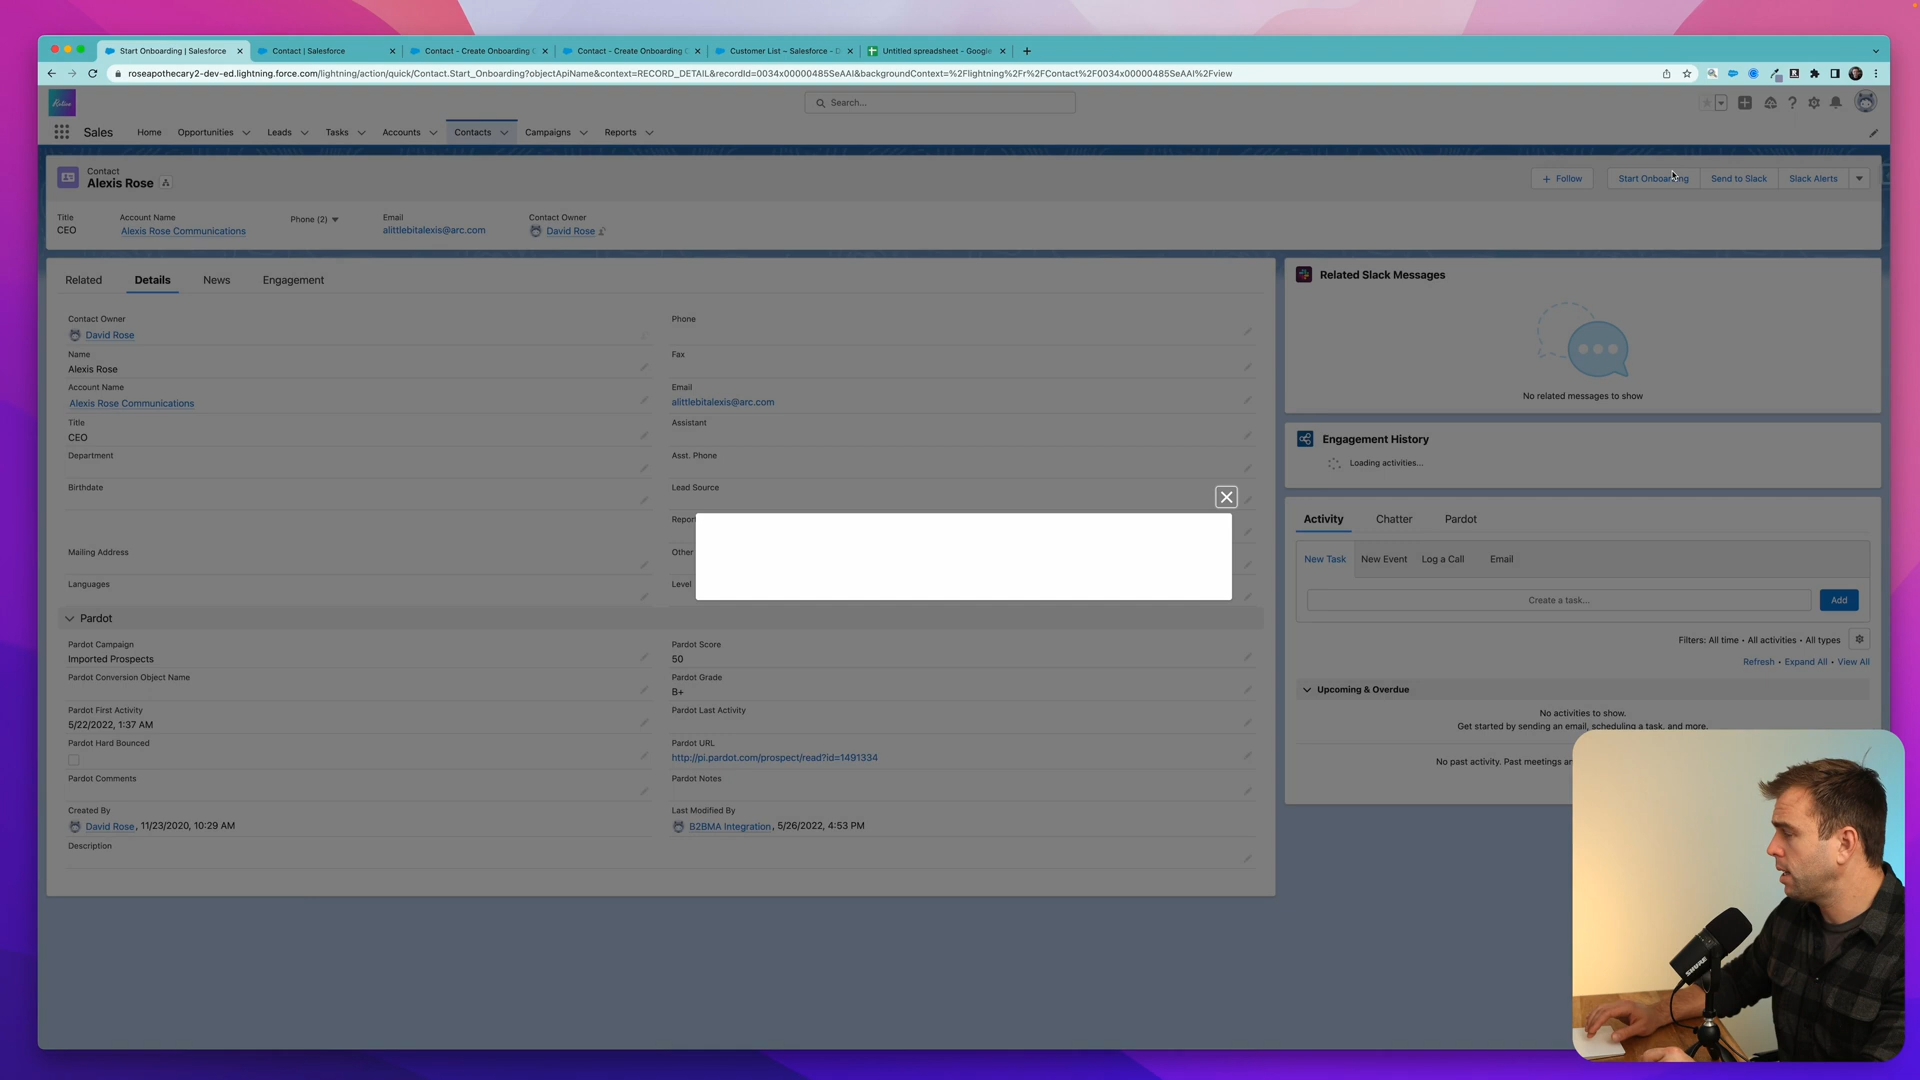 Start Onboarding | Salesforce
Contact | Salesforce
Contact - Create Onboarding C
Contact - Create Onboarding C
Customer List ~ Salesforce - D
Untitled spreadsheet - Google
roseapothecary2-dev-ed.lightning.force.com/lightning/action/quick/Contact.Start_Onboarding?objectApiName&context=RECORD_DETAIL&recordId=0034x00000485SeAAI&backgroundContext=%2Flightning%2Fr%2FContact%2F0034x00000485SeAAI%2Fview
Search...
Sales
Home
Opportunities
Leads
Tasks
Accounts
Contacts
Campaigns
Reports
Contact
Alexis Rose
+ Follow
Start Onboarding
Send to Slack
Slack Alerts
Title
CEO
Account Name
Alexis Rose Communications
Phone (2)
Email
alittlebitalexis@arc.com
Contact Owner
David Rose
Related
Details
News
Engagement
Contact Owner
David Rose
Name
Alexis Rose
Account Name
Alexis Rose Communications
Title
CEO
Department
Birthdate
Mailing Address
Languages
Phone
Fax
Email
alittlebitalexis@arc.com
Assistant
Asst. Phone
Lead Source
Repor
Other
Level
Pardot
Pardot Campaign
Imported Prospects
Pardot Conversion Object Name
Pardot First Activity
5/22/2022, 1:37 AM
Pardot Hard Bounced
Pardot Comments
Created By
David Rose, 11/23/2020, 10:29 AM
Description
Pardot Score
50
Pardot Grade
B+
Pardot Last Activity
Pardot URL
http://pi.pardot.com/prospect/read?id=1491334
Pardot Notes
Last Modified By
B2BMA Integration, 5/26/2022, 4:53 PM
Related Slack Messages
No related messages to show
Engagement History
Loading activities...
Activity
Chatter
Pardot
New Task
New Event
Log a Call
Email
Create a task...
Add
Filters: All time • All activities • All types
Refresh • Expand All • View All
Upcoming & Overdue
No activities to show.
Get started by sending an email, scheduling a task, and more.
No past activity. Past meetings an
SHURE